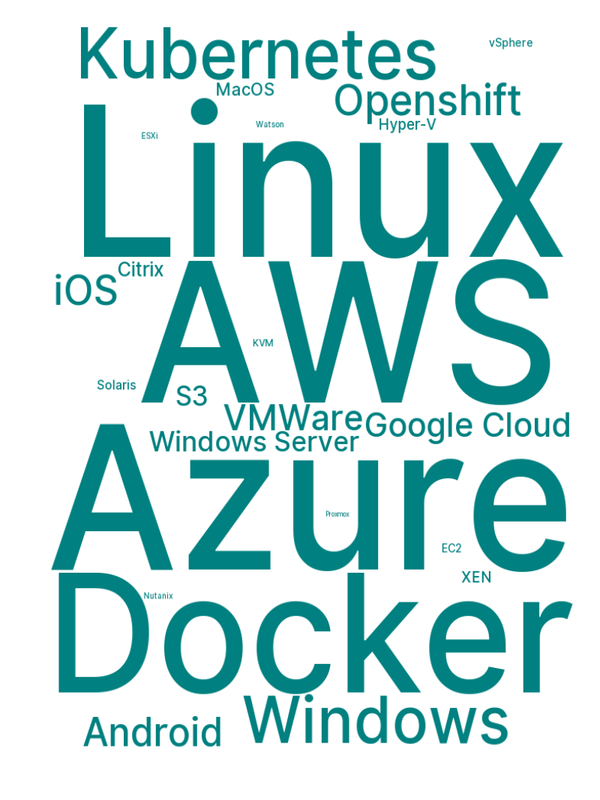 Kubernetes
vSphere
MacOS
Openshift
Linux
Watson
Hyper-V
ESXi
iOS
Citrix
AWS
KVM
Solaris
S3
VMWare
Google Cloud
Windows Server
Azure
Proxmox
EC2
XEN
Docker
Nutanix
Windows
Android